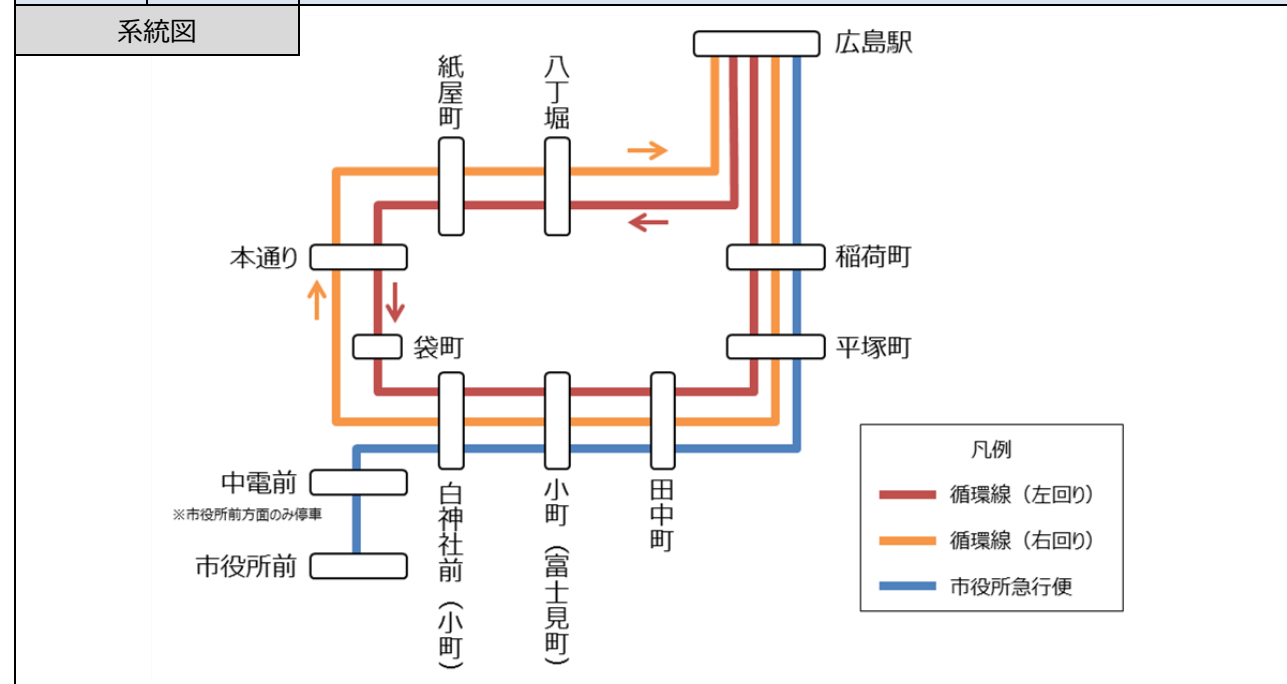 系統図
広島駅
紙屋町
八丁堀
本通り
稲荷町
袋町
平塚町
中電前
※市役所前方面のみ停車
市役所前
白神社前（小町）
小町（富士見町）
田中町
凡例
循環線（左回り）
循環線（右回り）
市役所急行便